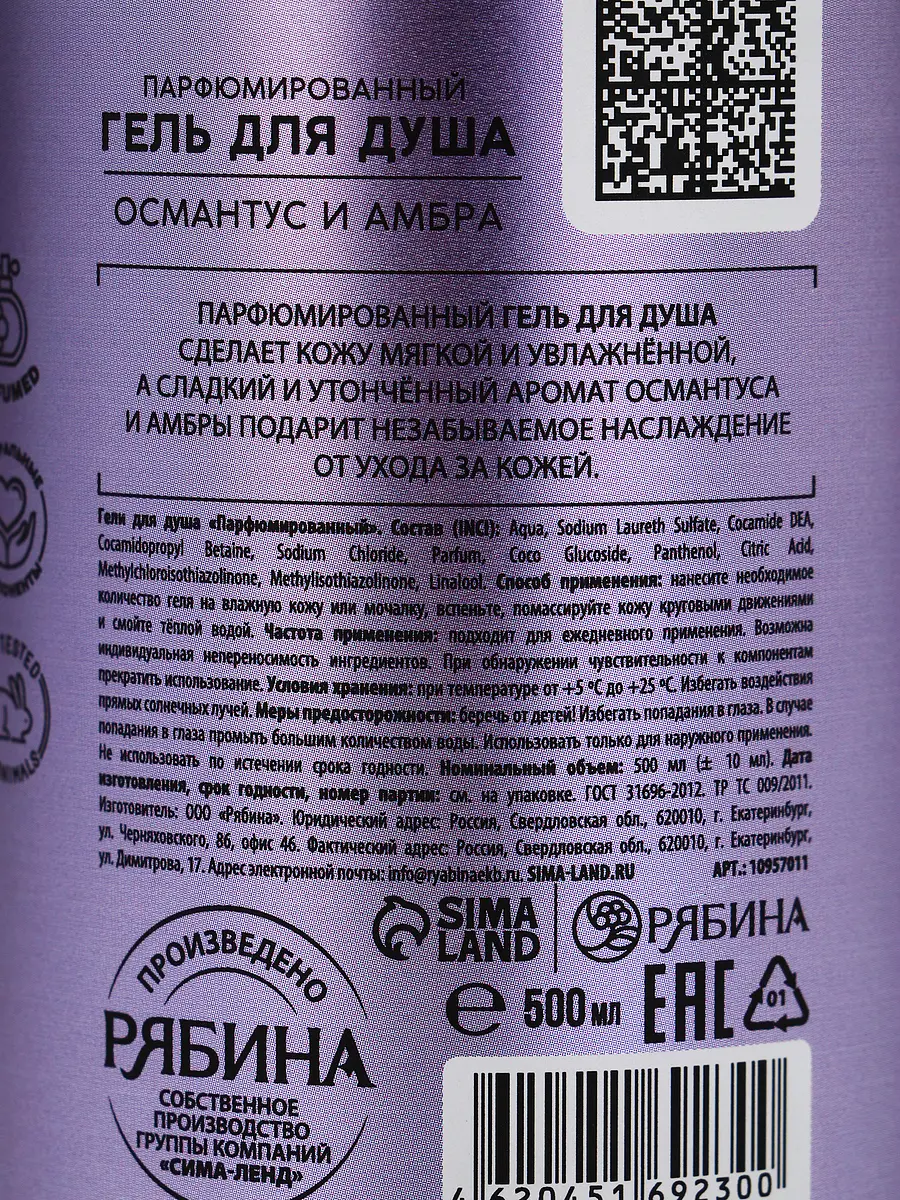 ПАРФЮМИРОВАННЫЙ
ГЕЛЬ ДЛЯ ДУША
ОСМАНТУС И АМБРА
ПАРФЮМИРОВАННЫЙ ГЕЛЬ ДЛЯ ДУША
СДЕЛАЕТ КОЖУ МЯГКОЙ И УВЛАЖНЁННОЙ,
А СЛАДКИЙ И УТОНЧЁННЫЙ АРОМАТ ОСМАНТУСА
И АМБРЫ ПОДАРИТ НЕЗАБЫВАЕМОЕ НАСЛАЖДЕНИЕ
ОТ УХОДА ЗА КОЖЕЙ.
Гели для душа «Парфюмированный». Состав (INCI): Aqua, Sodium Laureth Sulfate, Cocamide DEA,
Cocamidopropyl Betaine, Sodium Chloride, Parfum, Coco Glucoside, Panthenol, Citric Acid,
Methylchloroisothiazolinone, Methylisothiazolinone, Linalool. Способ применения: нанесите необходимое
количество геля на влажную кожу или мочалку, вспеньте, помассируйте кожу круговыми движениями
и смойте тёплой водой. Частота применения: подходит для ежедневного применения. Возможна
индивидуальная непереносимость ингредиентов. При обнаружении чувствительности к компонентам
прекратить использование. Условия хранения: при температуре от +5 °C до +25 °C. Избегать воздействия
прямых солнечных лучей. Меры предосторожности: беречь от детей! Избегать попадания в глаза. В случае
попадания в глаза промыть большим количеством воды. Использовать только для наружного применения.
Не использовать по истечении срока годности. Номинальный объем: 500 мл (± 10 мл). Дата
изготовления, срок годности, номер партии: см. на упаковке. ГОСТ 31696-2012. ТР ТС 009/2011.
Изготовитель: ООО «Рябина». Юридический адрес: Россия, Свердловская обл., 620010, г. Екатеринбург,
ул. Черняховского, 86, офис 46. Фактический адрес: Россия, Свердловская обл., 620010, г. Екатеринбург,
ул. Димитрова, 17. Адрес электронной почты: info@ryabinaekb.ru. SIMA-LAND.RU АРТ.: 10957011
SIMA
LAND
РЯБИНА
ПРОИЗВЕДЕНО
РЯБИНА
СОБСТВЕННОЕ
ПРОИЗВОДСТВО
ГРУППЫ КОМПАНИЙ
«СИМА-ЛЕНД»
℮ 500 мл EAC 01
4 620451 692300
TESTED